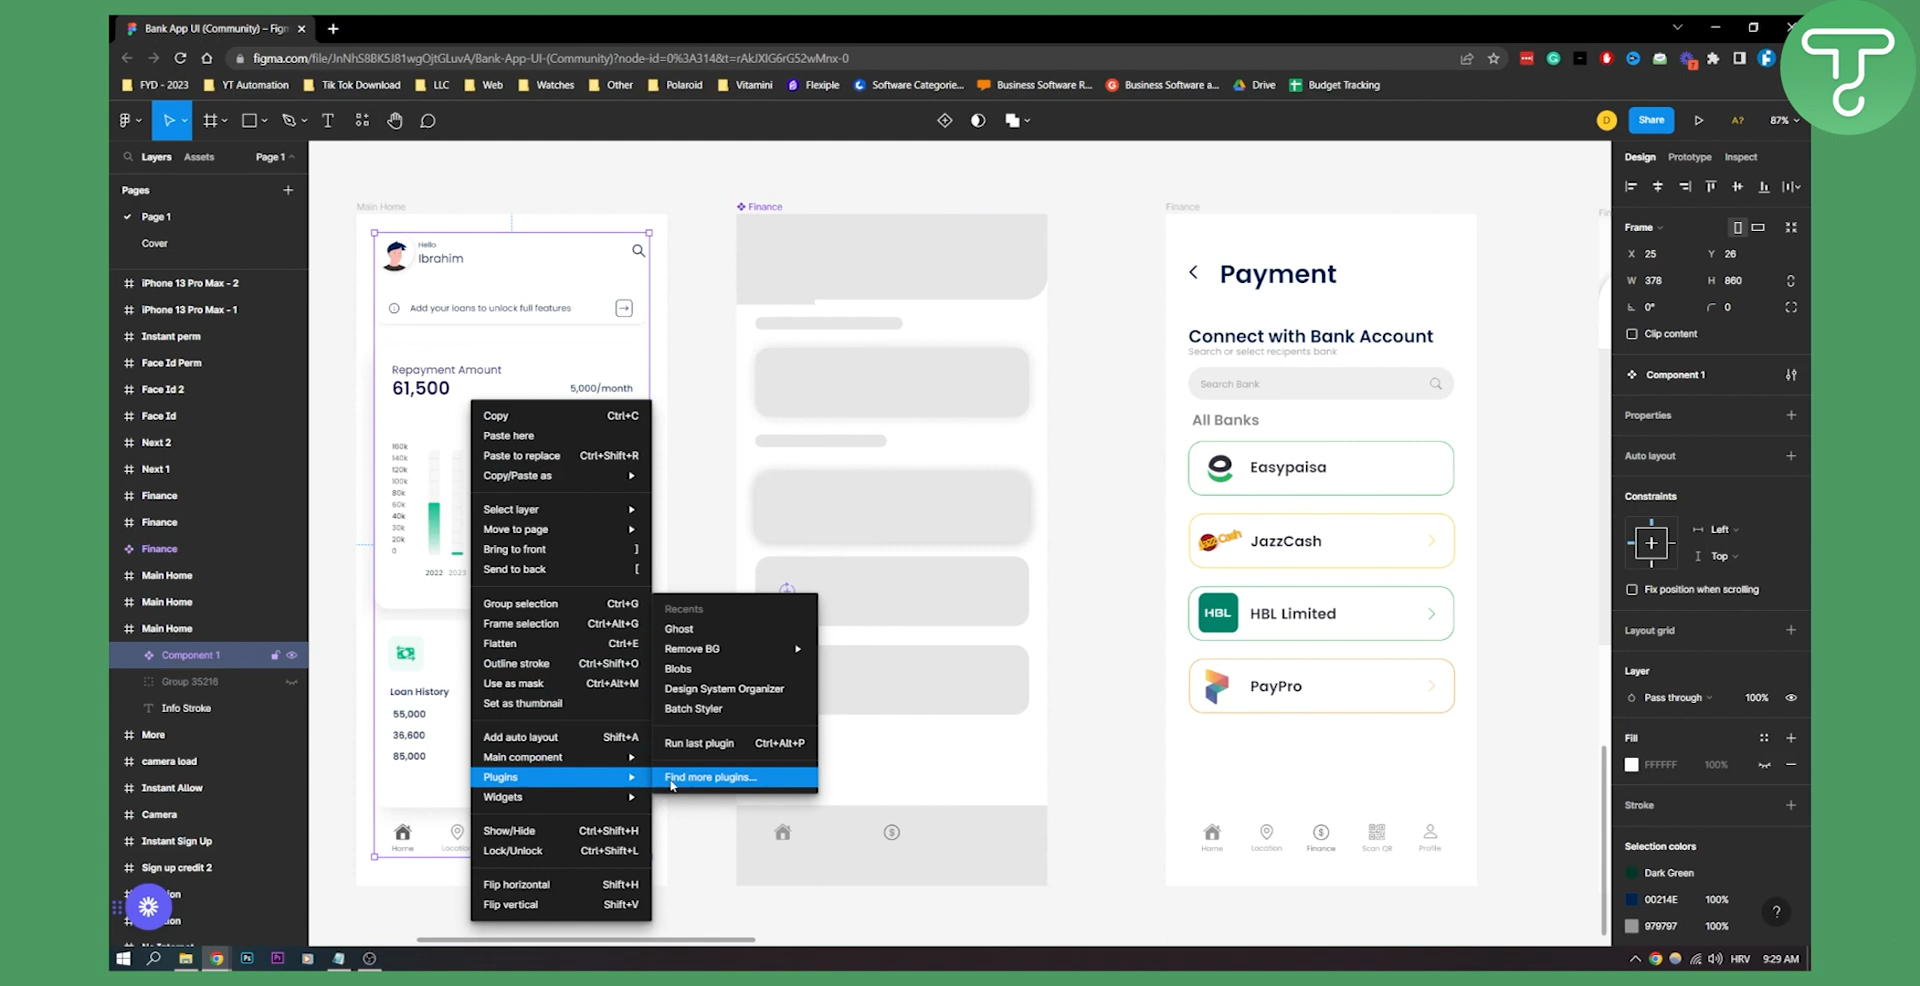 Bank App UI (Community) – Figm
figma.com/file/JnNhS8BK5J81wgOjtGLuvA/Bank-App-UI-(Community)?node-id=0%3A314&t=rAkJXIG6rG52wMnx-0
FYD - 2023
YT Automation
Tik Tok Download
LLC
Web
Watches
Other
Polaroid
Vitamini
Flexiple
Software Categorie...
Business Software R...
Business Software a...
Drive
Budget Tracking
D
Share
A?
87%
Layers
Assets
Page 1
Pages
Page 1
Cover
iPhone 13 Pro Max - 2
iPhone 13 Pro Max - 1
Instant perm
Face Id Perm
Face Id 2
Face Id
Next 2
Next 1
Finance
Finance
Finance
Main Home
Main Home
Main Home
Component 1
Group 35216
Info Stroke
More
camera load
Instant Allow
Camera
Instant Sign Up
Sign up credit 2
Main Home
Hello
Ibrahim
Add your loans to unlock full features
Repayment Amount
61,500
5,000/month
160k
140k
120k
100k
80k
60k
40k
30k
20k
0
2022
2023
Loan History
55,000
36,600
85,000
Home
Locatio
Copy Ctrl+C
Paste here
Paste to replace Ctrl+Shift+R
Copy/Paste as
Select layer
Move to page
Bring to front ]
Send to back [
Group selection Ctrl+G
Frame selection Ctrl+Alt+G
Flatten Ctrl+E
Outline stroke Ctrl+Shift+O
Use as mask Ctrl+Alt+M
Set as thumbnail
Add auto layout Shift+A
Main component
Plugins
Widgets
Show/Hide Ctrl+Shift+H
Lock/Unlock Ctrl+Shift+L
Flip horizontal Shift+H
Flip vertical Shift+V
Recents
Ghost
Remove BG
Blobs
Design System Organizer
Batch Styler
Run last plugin Ctrl+Alt+P
Find more plugins...
Finance
Finance
Payment
Connect with Bank Account
Search or select recipents bank
Search Bank
All Banks
Easypaisa
JazzCash
HBL
HBL Limited
PayPro
Home
Location
Finance
Scan QR
Profile
Design
Prototype
Inspect
Frame
X 25
Y 26
W 378
H 860
0°
0
Clip content
Component 1
Properties
Auto layout
Constraints
Left
Top
Fix position when scrolling
Layout grid
Layer
Pass through 100%
Fill
FFFFFF 100%
Stroke
Selection colors
Dark Green
00214E 100%
979797 100%
?
Ps
Pr
HRV
9:29 AM